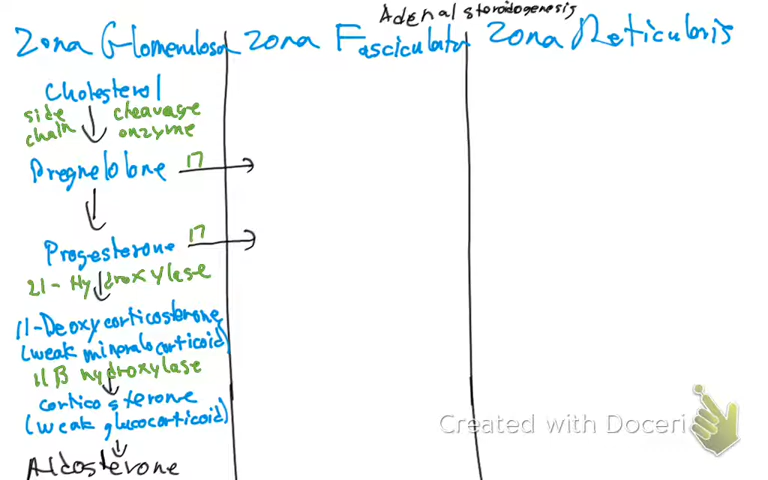 Adenal steroidogenesis
Zona Glomerulosa Zona Fasciculata Zona Reticularis
Cholesterol
side chain cleavage enzyme
Pregnelolone 17
Progesterone 17
21-Hydroxylase
11-Deoxycorticosterone
(weak mineralocorticoid)
11β hydroxylase
corticosterone
(weak glucocorticoid)
Aldosterone
Created with Doceri